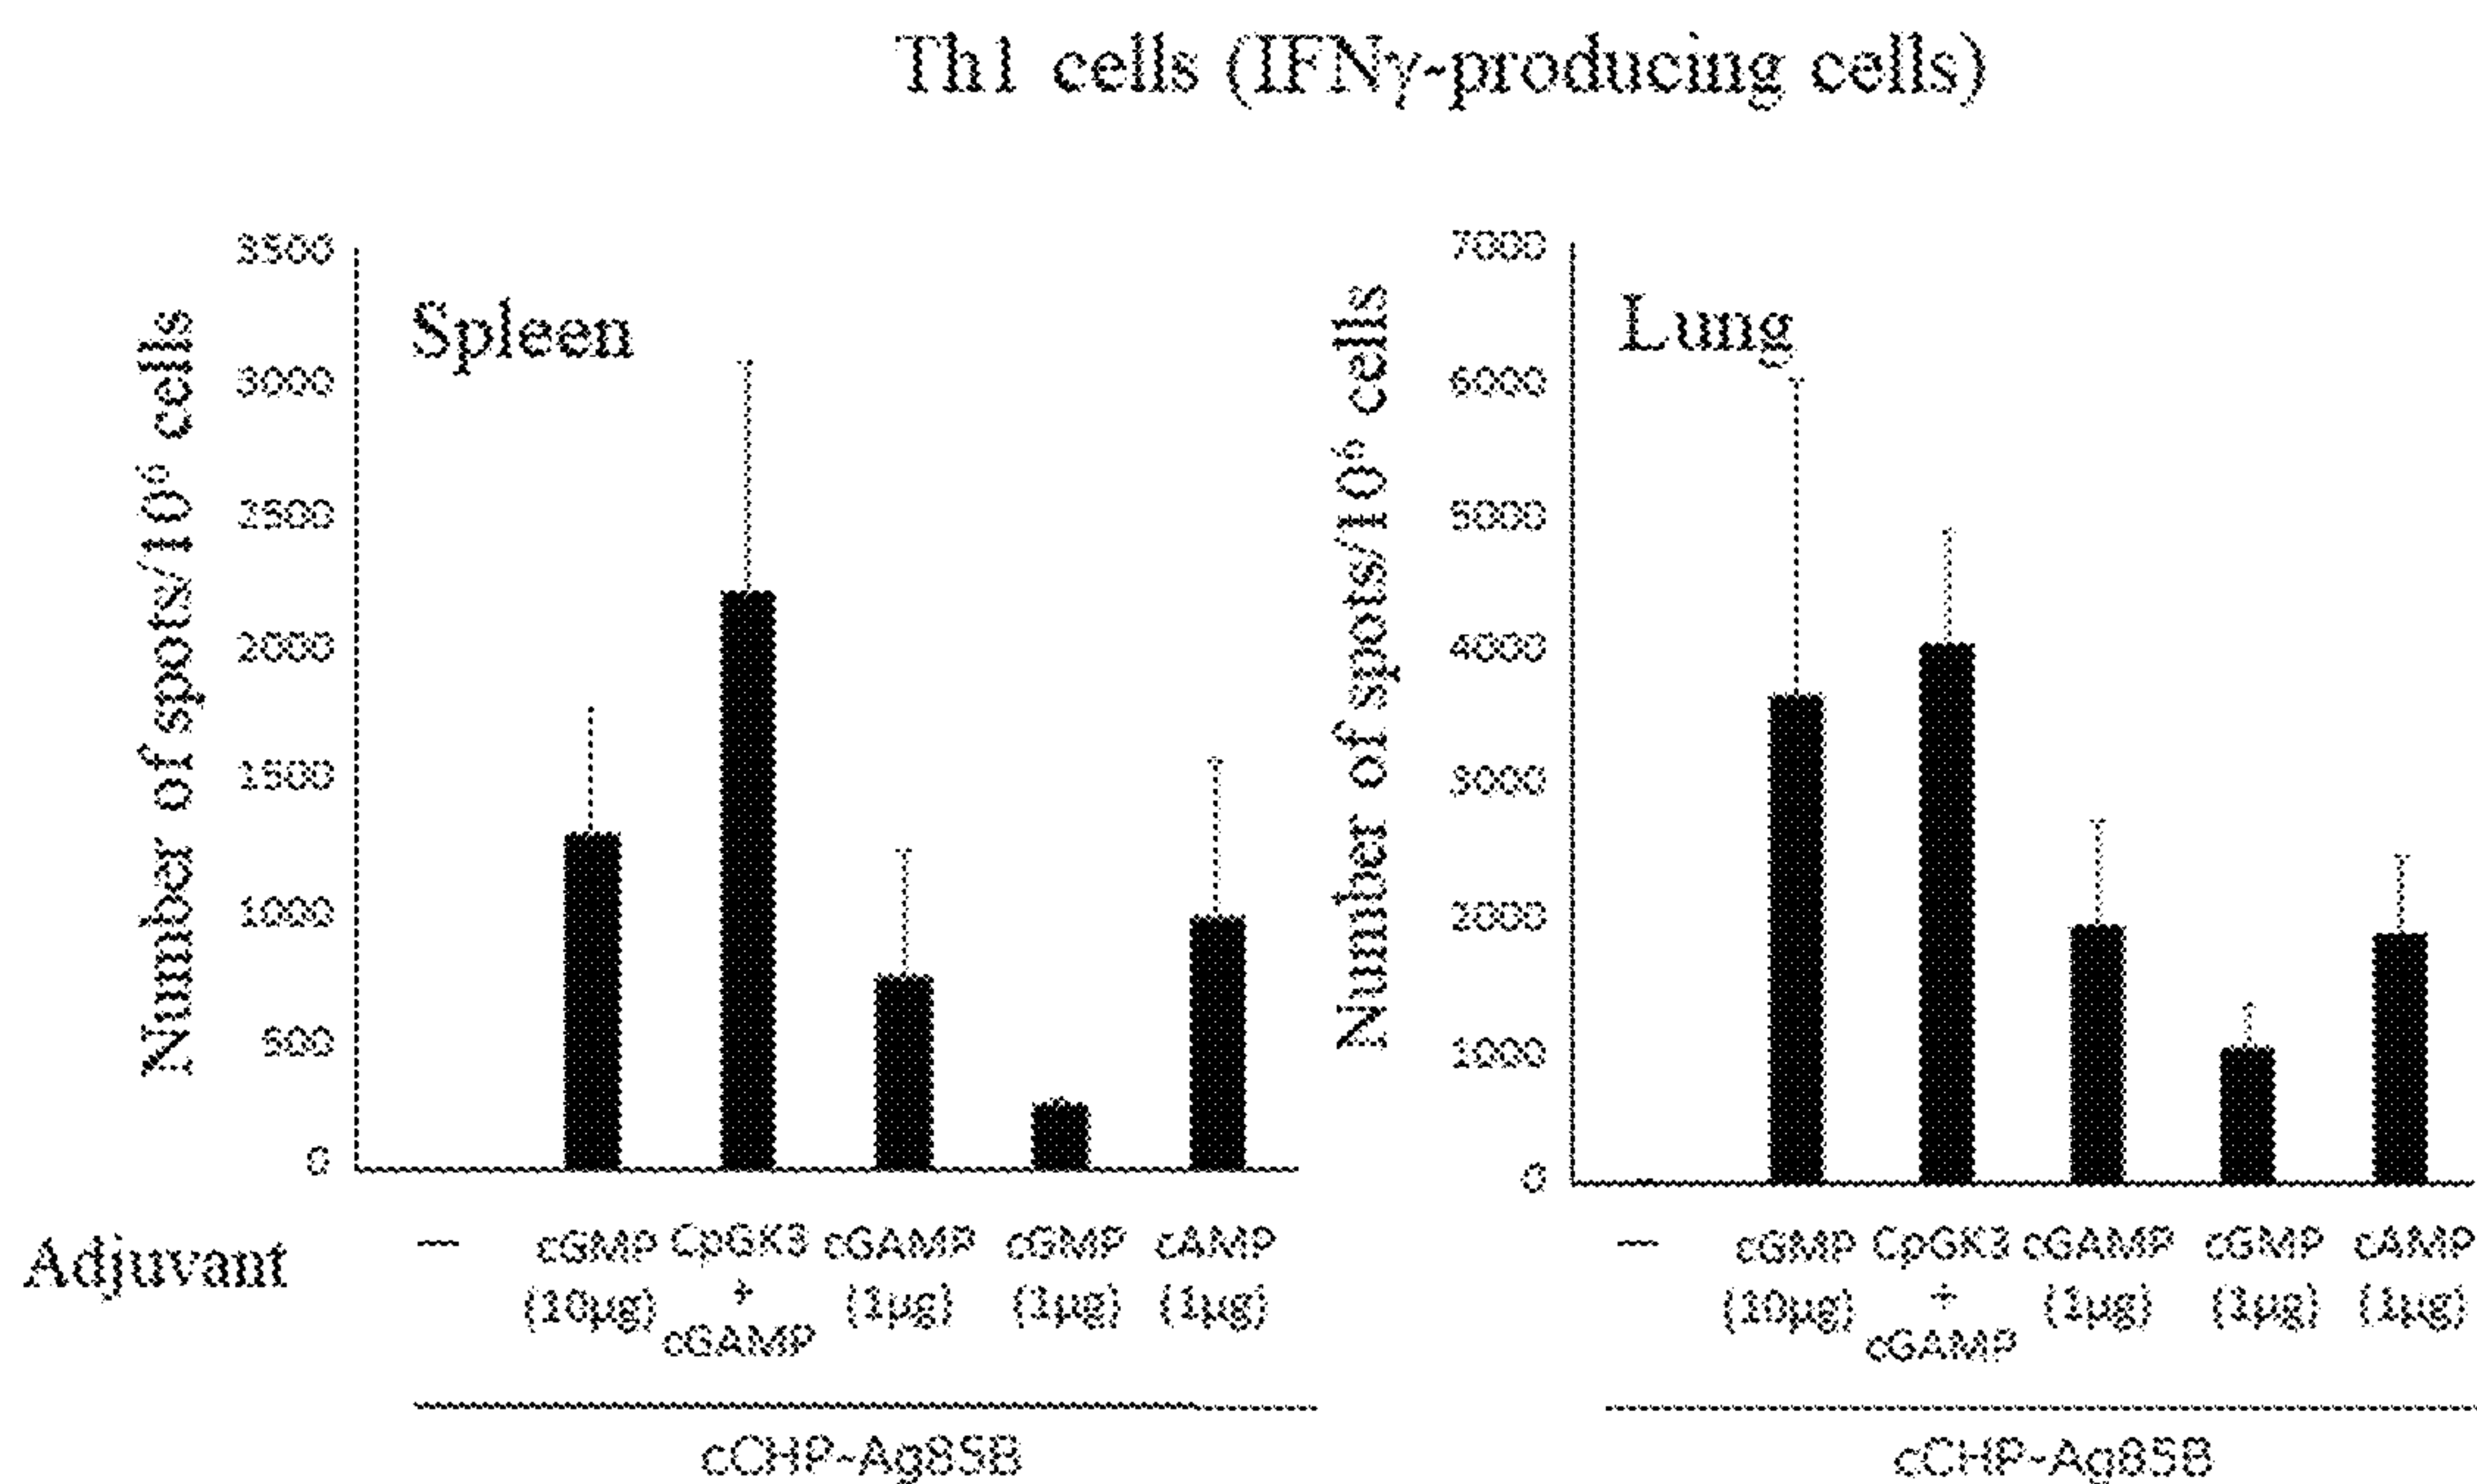 Th1 cells (IFNγ-producing cells)
Spleen
Number of spots/10⁶ cells
3500
3000
2500
2000
1500
1000
500
0
Lung
Number of spots/10⁶ cells
7000
6000
5000
4000
3000
2000
1000
0
Adjuvant
— cGMP CpGK3 cGAMP cGMP cAMP
(10μg) + (1μg) (1μg) (1μg)
cGAMP
cCHP-Ag85B
— cGMP CpGK3 cGAMP cGMP cAMP
(10μg) + (1μg) (1μg) (1μg)
cGAMP
cCHP-Ag85B